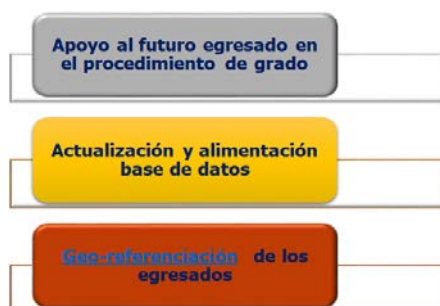 Apoyo al futuro egresado en
el procedimiento de grado
Actualización y alimentación
base de datos
Geo-referenciación de los
egresados